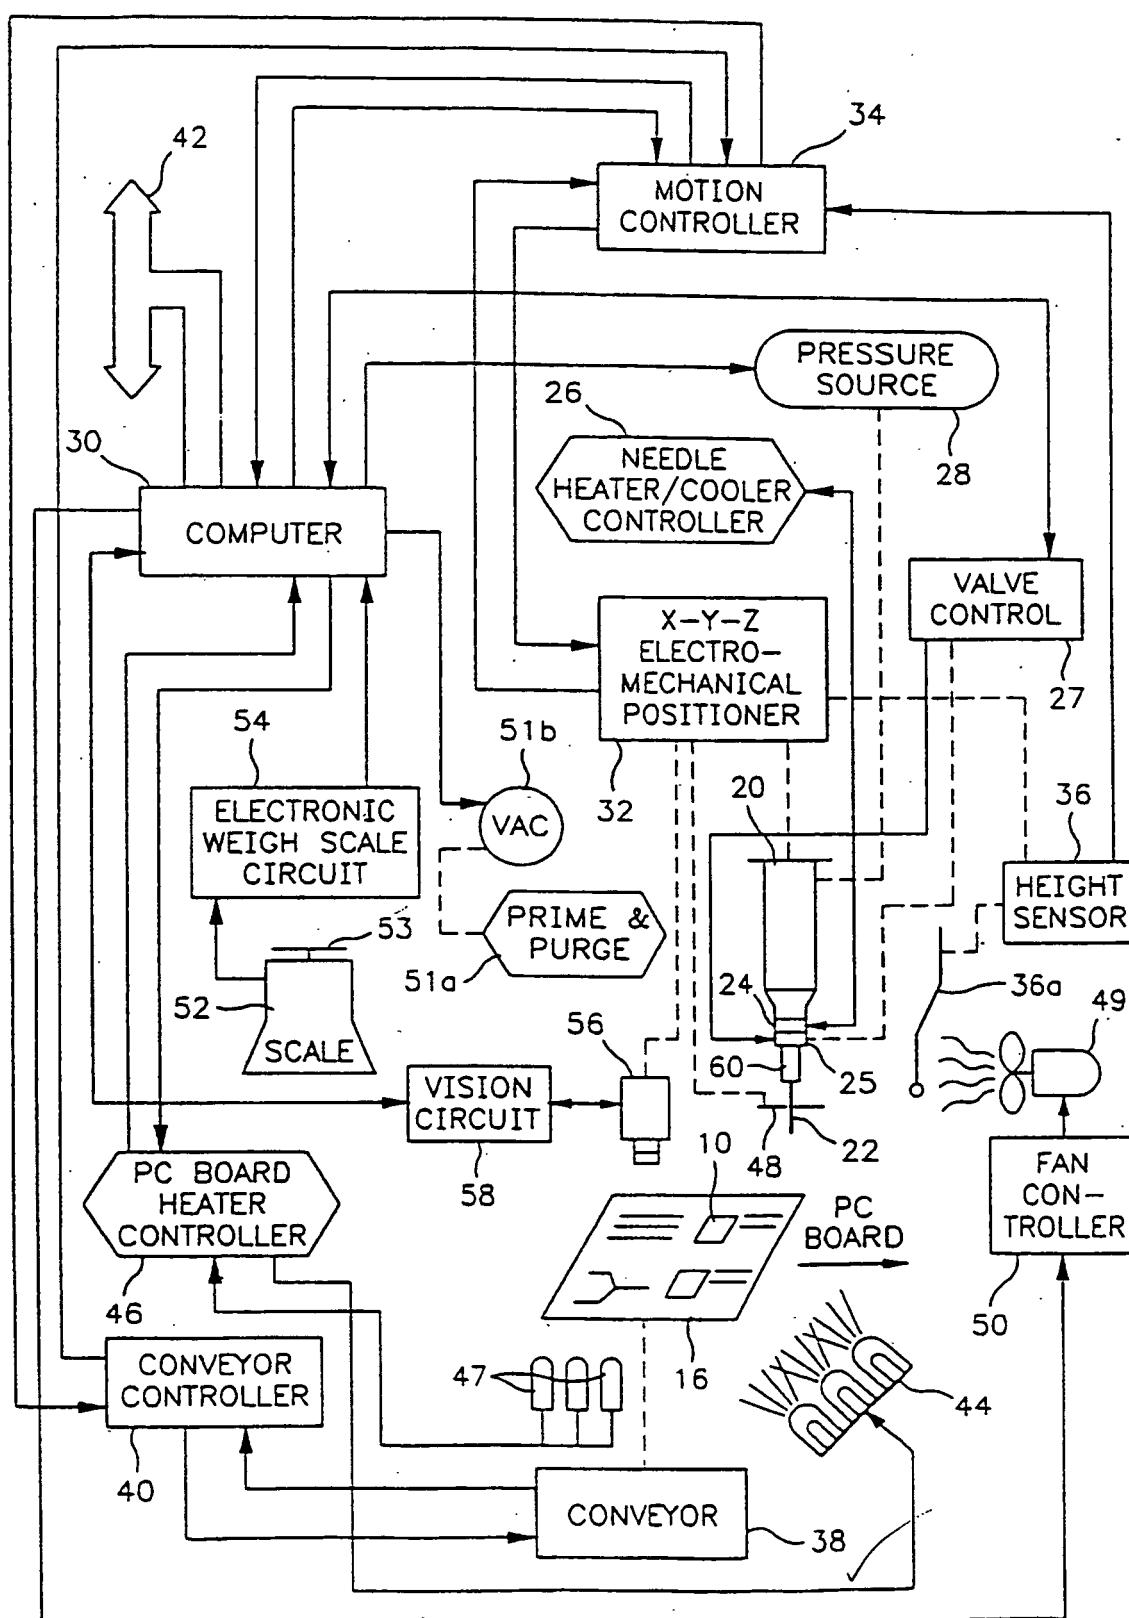 34
42
MOTION
CONTROLLER
PRESSURE
SOURCE
26
30
28
NEEDLE
HEATER/COOLER
CONTROLLER
COMPUTER
VALVE
CONTROL
X-Y-Z
ELECTRO-
MECHANICAL
POSITIONER
27
54
51b
32
20
36
ELECTRONIC
WEIGH SCALE
CIRCUIT
VAC
HEIGHT
SENSOR
53
PRIME &
PURGE
51a
24
36a
52
49
56
SCALE
60
25
VISION
CIRCUIT
58
10
48
22
PC BOARD
HEATER
CONTROLLER
PC
BOARD
FAN
CON-
TROLLER
46
50
CONVEYOR
CONTROLLER
47
16
44
40
CONVEYOR
38